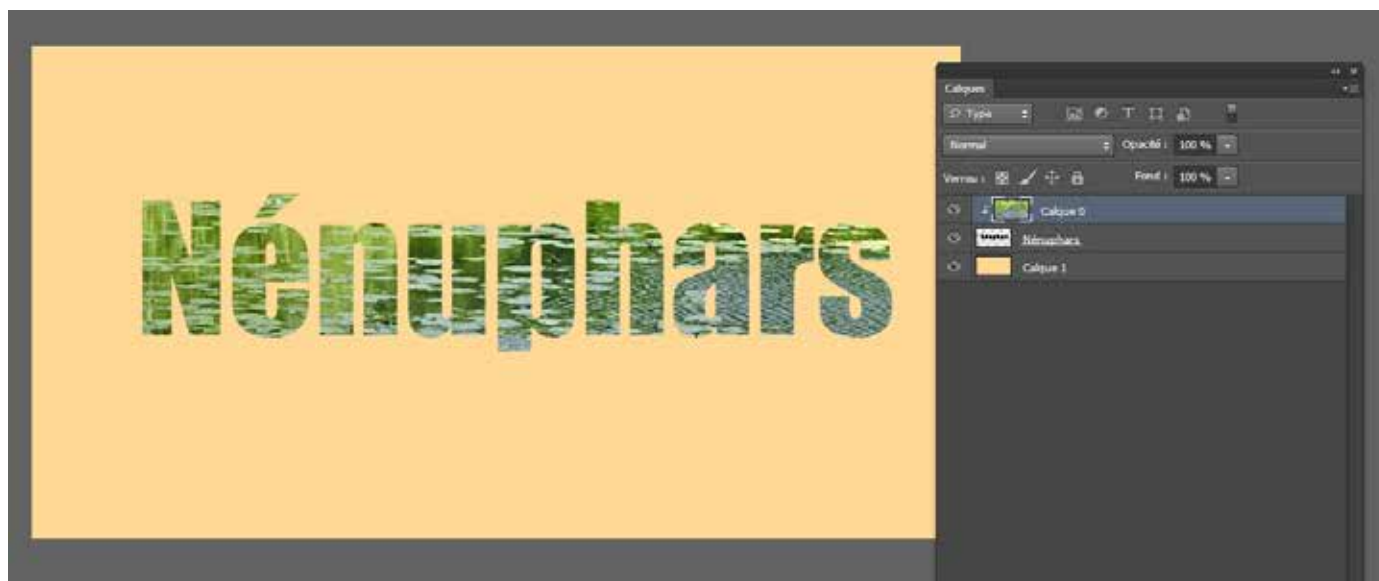 Nénuphars
Calques
Type
Normal Opacité : 100 %
Verrou : Fond : 100 %
Calque 0
Nénuphars
Calque 1